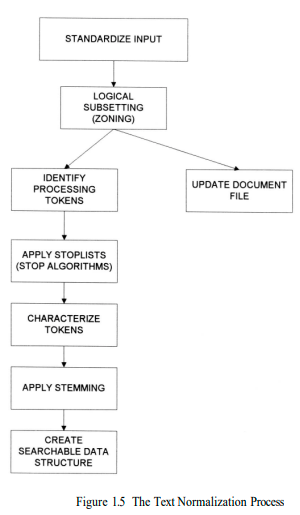 STANDARDIZE INPUT
LOGICAL
SUBSETTING
(ZONING)
IDENTIFY
PROCESSING
TOKENS
UPDATE DOCUMENT
FILE
APPLY STOPLISTS
(STOP ALGORITHMS)
CHARACTERIZE
TOKENS
APPLY STEMMING
CREATE
SEARCHABLE DATA
STRUCTURE
Figure 1.5 The Text Normalization Process